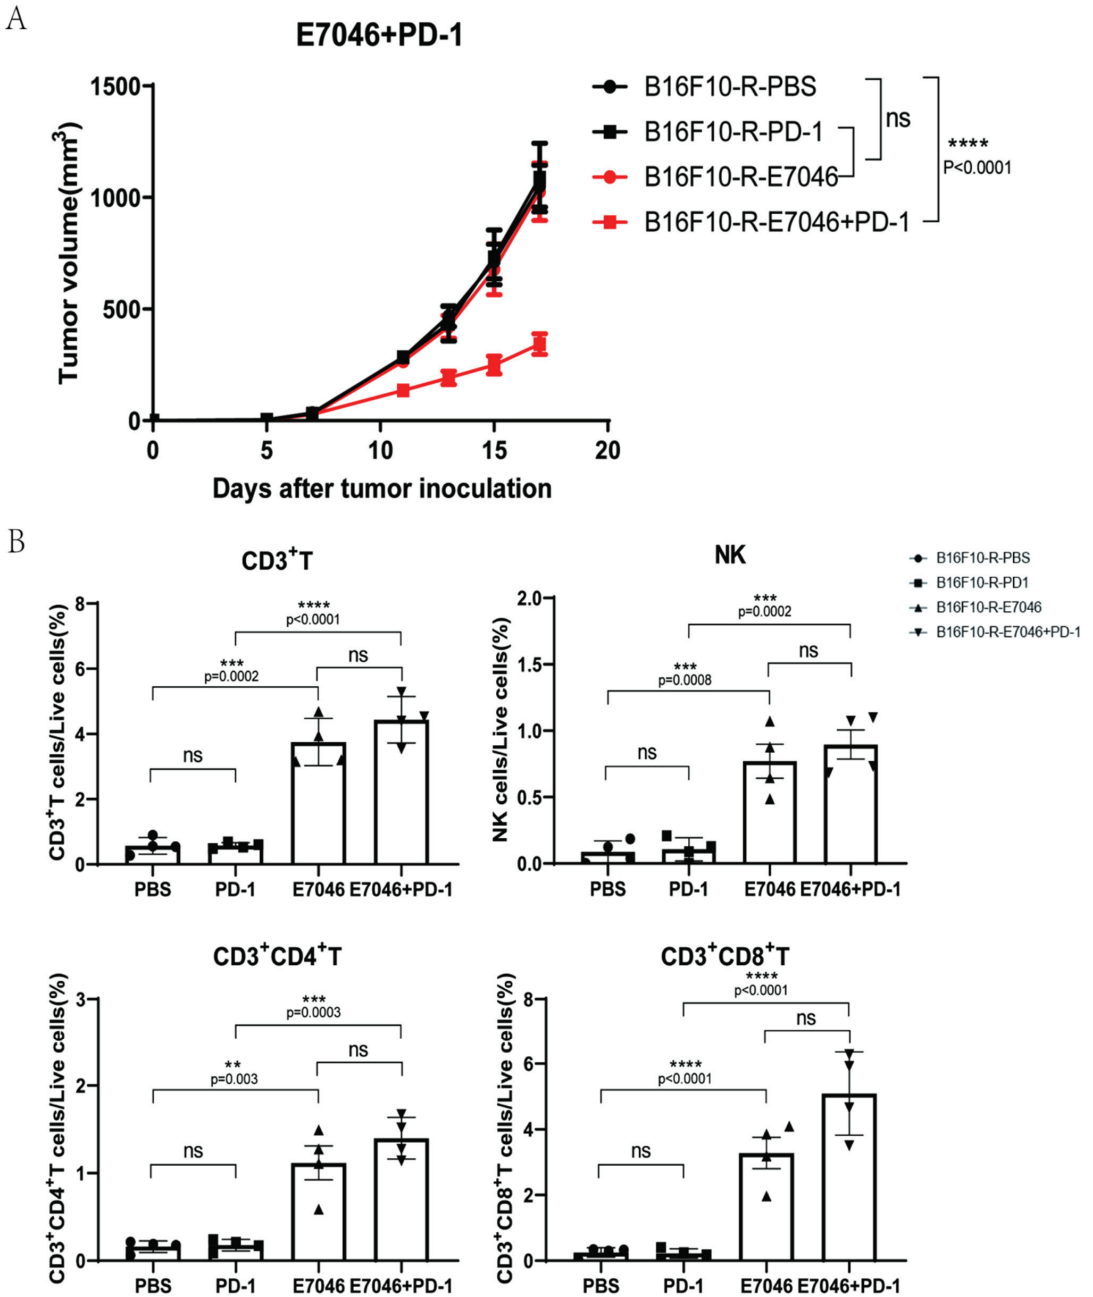 A
E7046+PD-1
Tumor volume(mm³)
1500
1000
500
0
0 5 10 15 20
Days after tumor inoculation
B16F10-R-PBS
B16F10-R-PD-1
B16F10-R-E7046
B16F10-R-E7046+PD-1
ns
****
P<0.0001
B
CD3⁺T
CD3⁺T cells/Live cells(%)
8
6
4
2
0
****
p<0.0001
***
p=0.0002
ns
ns
PBS PD-1 E7046 E7046+PD-1
NK
NK cells/Live cells(%)
2.0
1.5
1.0
0.5
0.0
***
p=0.0002
***
p=0.0008
ns
ns
PBS PD-1 E7046 E7046+PD-1
B16F10-R-PBS
B16F10-R-PD1
B16F10-R-E7046
B16F10-R-E7046+PD-1
CD3⁺CD4⁺T
CD3⁺CD4⁺T cells/Live cells(%)
3
2
1
0
***
p=0.0003
**
p=0.003
ns
ns
PBS PD-1 E7046 E7046+PD-1
CD3⁺CD8⁺T
CD3⁺CD8⁺T cells/Live cells(%)
8
6
4
2
0
****
p<0.0001
ns
****
p<0.0001
ns
PBS PD-1 E7046 E7046+PD-1